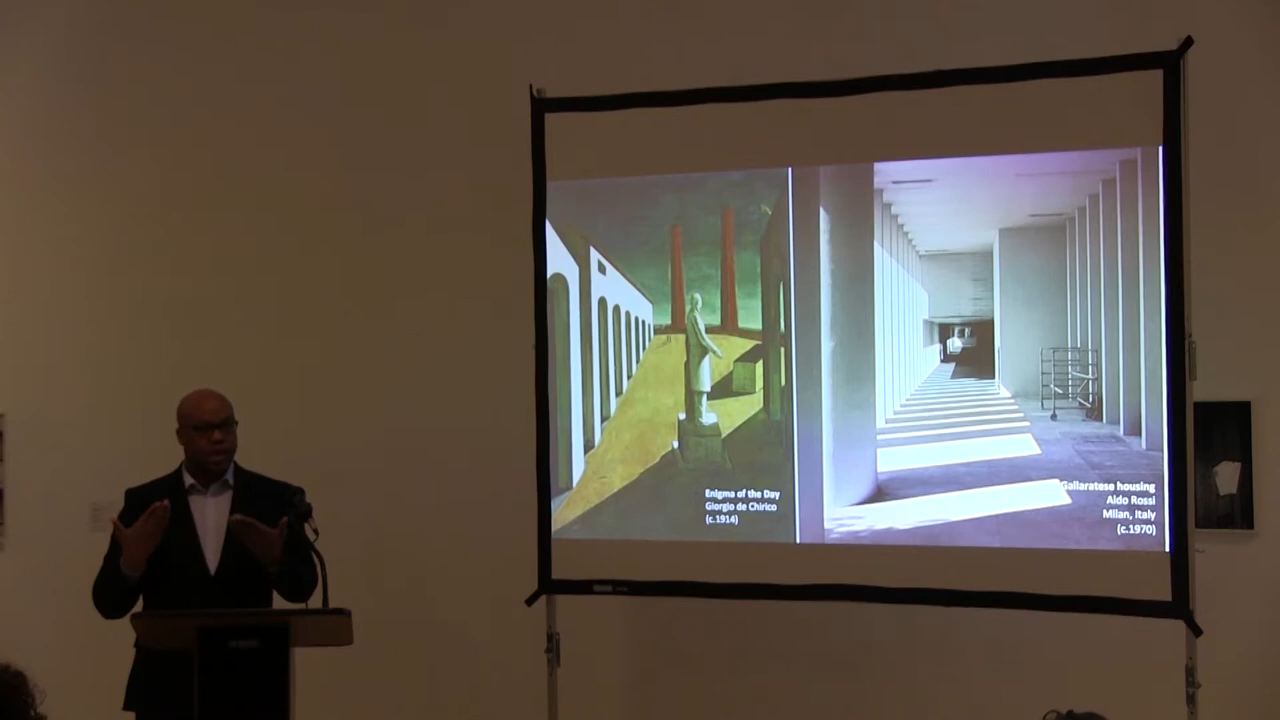 Enigma of the Day
Giorgio de Chirico
(c.1914)
Gallaratese housing
Aldo Rossi
Milan, Italy
(c.1970)